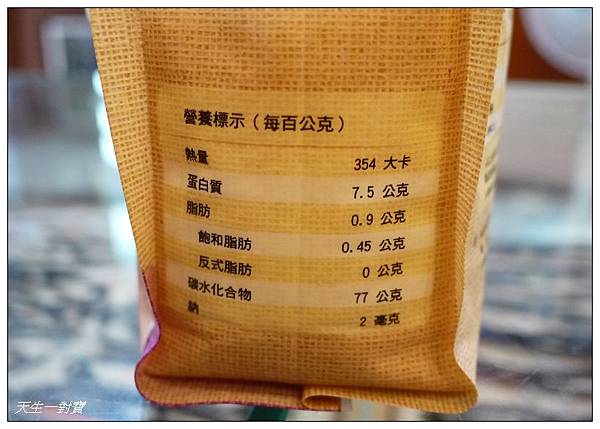 營養標示（每百公克）
熱量 354 大卡
蛋白質 7.5 公克
脂肪 0.9 公克
飽和脂肪 0.45 公克
反式脂肪 0 公克
碳水化合物 77 公克
鈉 2 毫克
天生一對寶